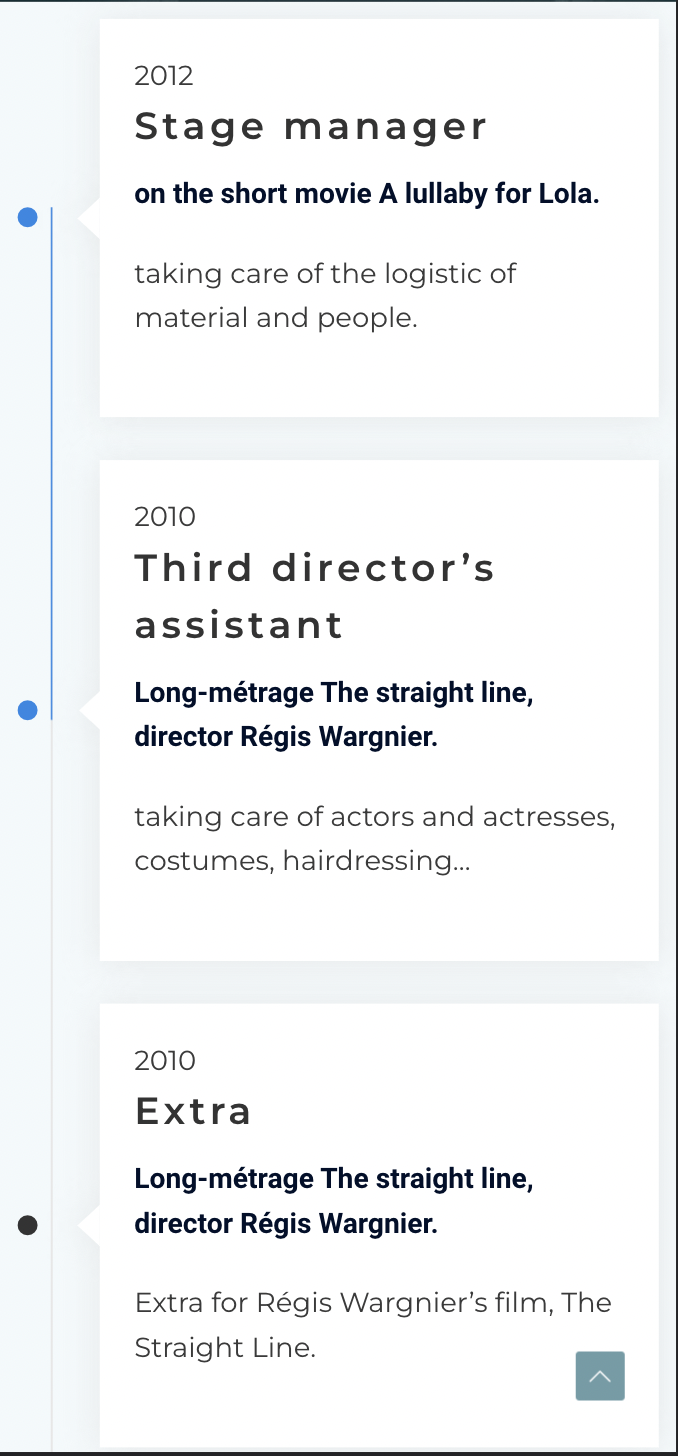 2012
Stage manager
on the short movie A lullaby for Lola.
taking care of the logistic of
material and people.
2010
Third director’s
assistant
Long-métrage The straight line,
director Régis Wargnier.
taking care of actors and actresses,
costumes, hairdressing...
2010
Extra
Long-métrage The straight line,
director Régis Wargnier.
Extra for Régis Wargnier’s film, The
Straight Line.